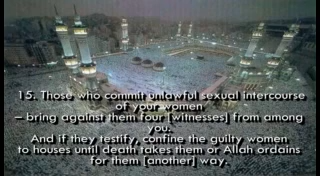 15. Those who commit unlawful sexual intercourse
of your women
– bring against them four [witnesses] from among
you.
And if they testify, confine the guilty women
to houses until death takes them or Allah ordains
for them [another] way.